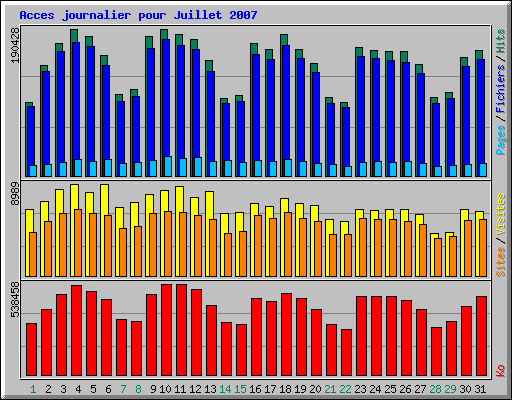 Acces journalier pour Juillet 2007
190428
Pages / Fichiers / Hits
8989
Sites / Visites
538458
Ko
1 2 3 4 5 6 7 8 9 10 11 12 13 14 15 16 17 18 19 20 21 22 23 24 25 26 27 28 29 30 31